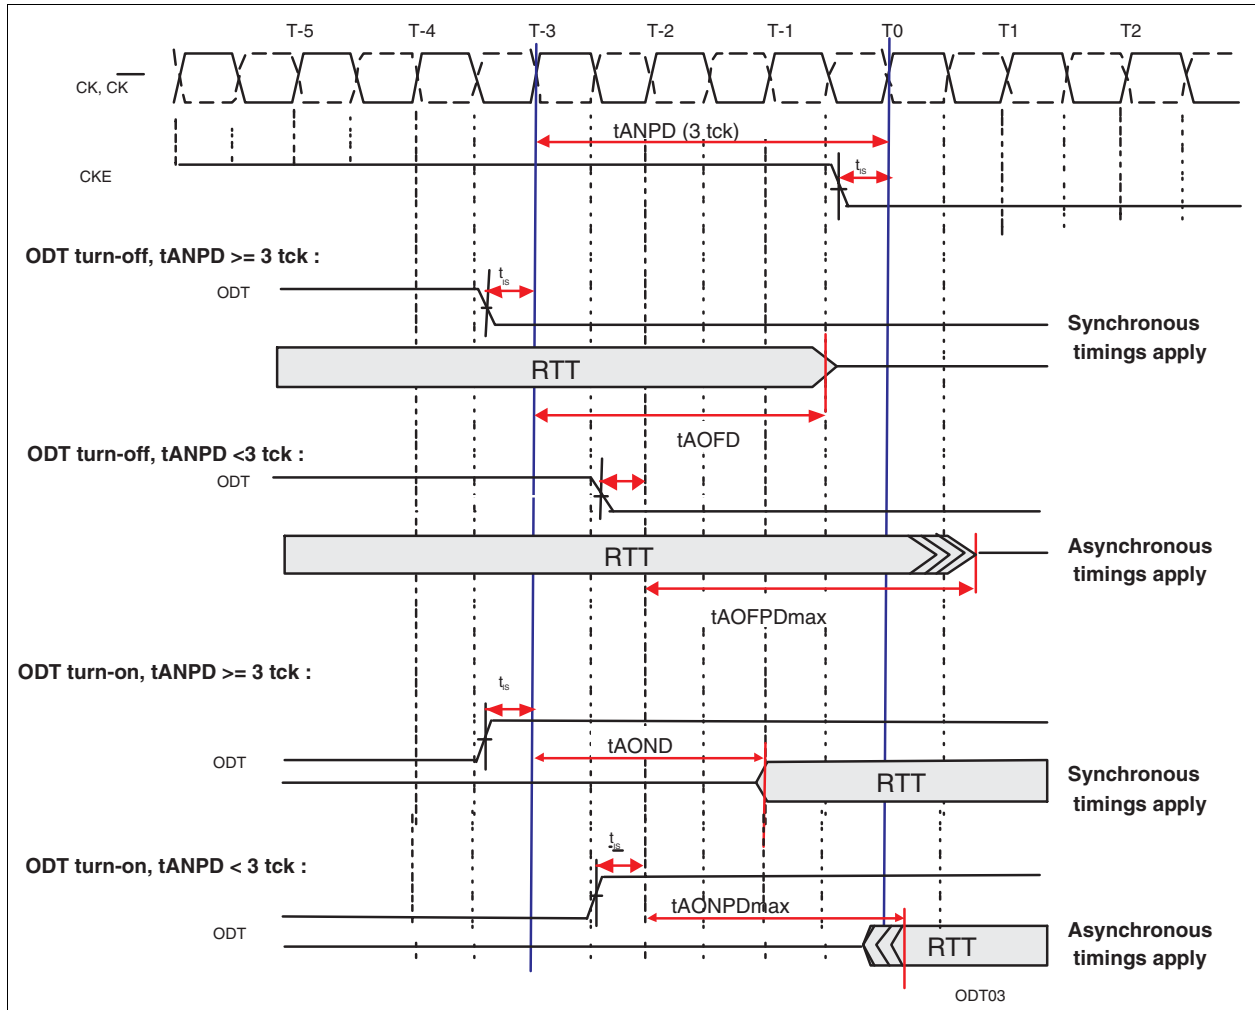 T-5 T-4 T-3 T-2 T-1 T0 T1 T2
CK, CK
tANPD (3 tck)
CKE
tis
ODT turn-off, tANPD >= 3 tck :
tis
ODT
Synchronous
timings apply
RTT
tAOFD
ODT turn-off, tANPD <3 tck :
ODT
RTT
Asynchronous
timings apply
tAOFPDmax
ODT turn-on, tANPD >= 3 tck :
tis
tAOND
ODT
RTT
Synchronous
timings apply
tis
ODT turn-on, tANPD < 3 tck :
tAONPDmax
ODT
RTT
Asynchronous
timings apply
ODT03